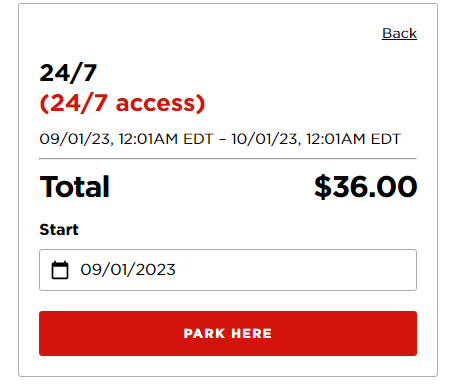 Back
24/7
(24/7 access)
09/01/23, 12:01AM EDT – 10/01/23, 12:01AM EDT
Total $36.00
Start
09/01/2023
PARK HERE